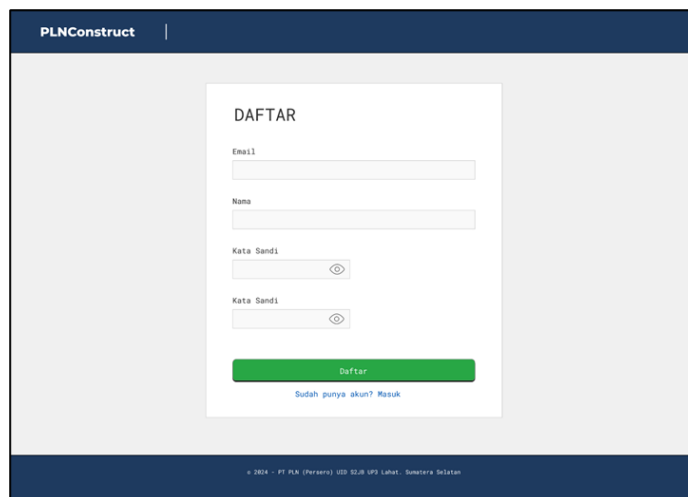 PLNConstruct
DAFTAR
Email
Nama
Kata Sandi
Kata Sandi
Daftar
Sudah punya akun? Masuk
© 2024 - PT PLN (Persero) UID S2JB UP3 Lahat. Sumatera Selatan